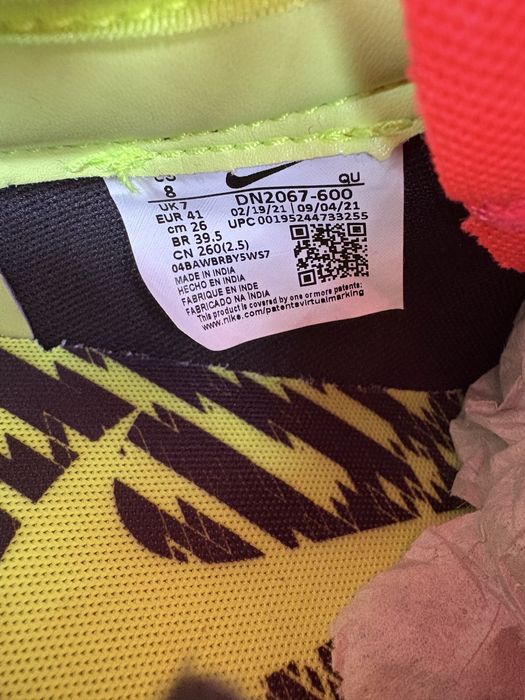 US
8
UK 7
EUR 41
cm 26
BR 39.5
CN 260(2.5)
04BAWBRBY5WS7
QU
DN2067-600
02/19/21 09/04/21
UPC 00195244733255
MADE IN INDIA
HECHO EN INDIA
FABRIQUE EN INDE
FABRICADO NA ÍNDIA
This product is covered by one or more patents:
www.nike.com/patentsvirtualmarking